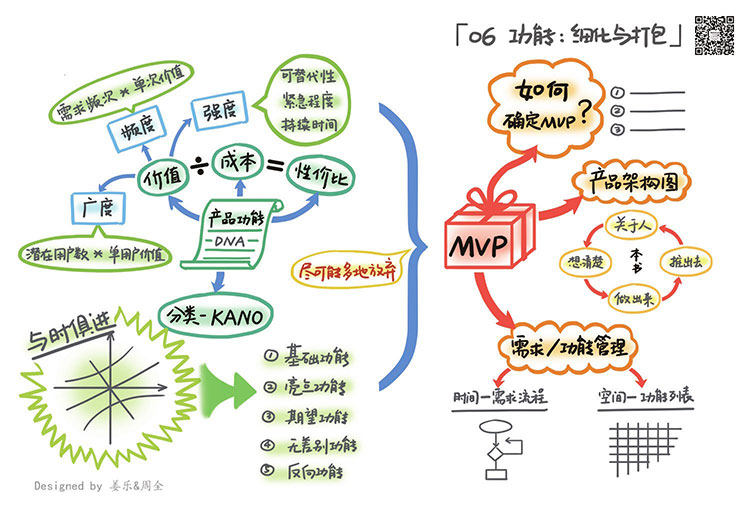 「06 功能：细化与打包」
需求频次 × 单次价值
频度
强度
可替代性
紧急程度
持续时间
价值 ÷ 成本 = 性价比
广度
潜在用户数 × 单用户价值
产品功能
DNA
分类-KANO
尽可能多地放弃
与时俱进
① 基础功能
② 亮点功能
③ 期望功能
④ 无差别功能
⑤ 反向功能
MVP
如何
确定MVP?
①
②
③
产品架构图
关于人
想清楚
本书
推出去
做出来
需求/功能管理
时间-需求流程
空间-功能列表
Designed by 姜乐&周全